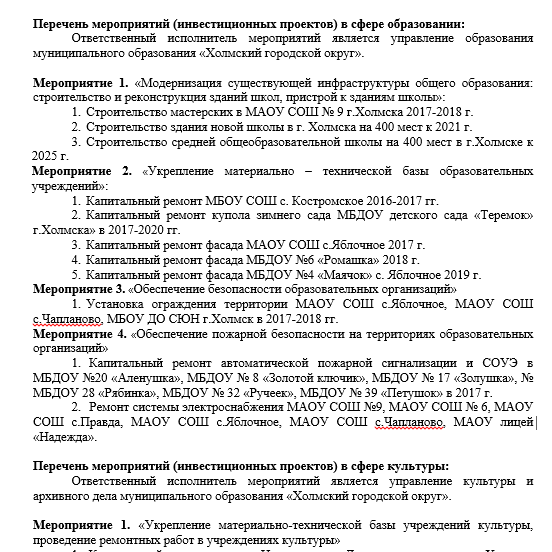 Перечень мероприятий (инвестиционных проектов) в сфере образовании:
Ответственный исполнитель мероприятий является управление образования
муниципального образования «Холмский городской округ».
Мероприятие 1. «Модернизация существующей инфраструктуры общего образования:
строительство и реконструкция зданий школ, пристрой к зданиям школы»:
1. Строительство мастерских в МАОУ СОШ № 9 г.Холмска 2017-2018 г.
2. Строительство здания новой школы в г. Холмска на 400 мест к 2021 г.
3. Строительство средней общеобразовательной школы на 400 мест в г.Холмске к
2025 г.
Мероприятие 2. «Укрепление материально – технической базы образовательных
учреждений»:
1. Капитальный ремонт МБОУ СОШ с. Костромское 2016-2017 гг.
2. Капитальный ремонт купола зимнего сада МБДОУ детского сада «Теремок»
г.Холмска» в 2017-2020 гг.
3. Капитальный ремонт фасада МАОУ СОШ с.Яблочное 2017 г.
4. Капитальный ремонт фасада МБДОУ №6 «Ромашка» 2018 г.
5. Капитальный ремонт фасада МБДОУ №4 «Маячок» с. Яблочное 2019 г.
Мероприятие 3. «Обеспечение безопасности образовательных организаций»
1. Установка ограждения территории МАОУ СОШ с.Яблочное, МАОУ СОШ
с.Чапланово, МБОУ ДО СЮН г.Холмск в 2017-2018 гг.
Мероприятие 4. «Обеспечение пожарной безопасности на территориях образовательных
организаций»
1. Капитальный ремонт автоматической пожарной сигнализации и СОУЭ в
МБДОУ №20 «Аленушка», МБДОУ № 8 «Золотой ключик», МБДОУ № 17 «Золушка», №
МБДОУ 28 «Рябинка», МБДОУ № 32 «Ручеек», МБДОУ № 39 «Петушок» в 2017 г.
2. Ремонт системы электроснабжения МАОУ СОШ №9, МАОУ СОШ № 6, МАОУ
СОШ с.Правда, МАОУ СОШ с.Яблочное, МАОУ СОШ с.Чапланово, МАОУ лицей
«Надежда».
Перечень мероприятий (инвестиционных проектов) в сфере культуры:
Ответственный исполнитель мероприятий является управление культуры и
архивного дела муниципального образования «Холмский городской округ».
Мероприятие 1. «Укрепление материально-технической базы учреждений культуры,
проведение ремонтных работ в учреждениях культуры»